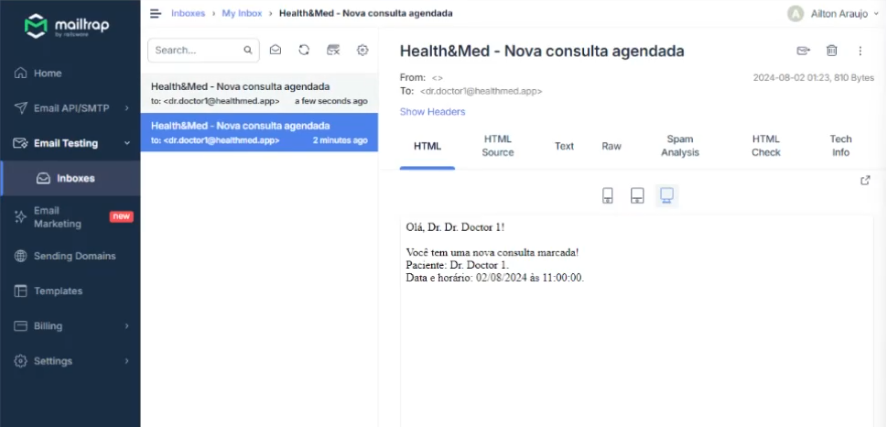 mailtrap
by railsware
Home
Email API/SMTP
Email Testing
Inboxes
Email
Marketing
new
Sending Domains
Templates
Billing
Settings
Inboxes › My Inbox › Health&Med - Nova consulta agendada
Ailton Araujo
Search...
Health&Med - Nova consulta agendada
to: <dr.doctor1@healthmed.app> a few seconds ago
Health&Med - Nova consulta agendada
to: <dr.doctor1@healthmed.app> 2 minutes ago
Health&Med - Nova consulta agendada
From: <>
2024-08-02 01:23, 810 Bytes
To: <dr.doctor1@healthmed.app>
Show Headers
HTML
HTML
Source
Text
Raw
Spam
Analysis
HTML
Check
Tech
Info
Olá, Dr. Dr. Doctor 1!
Você tem uma nova consulta marcada!
Paciente: Dr. Doctor 1.
Data e horário: 02/08/2024 às 11:00:00.